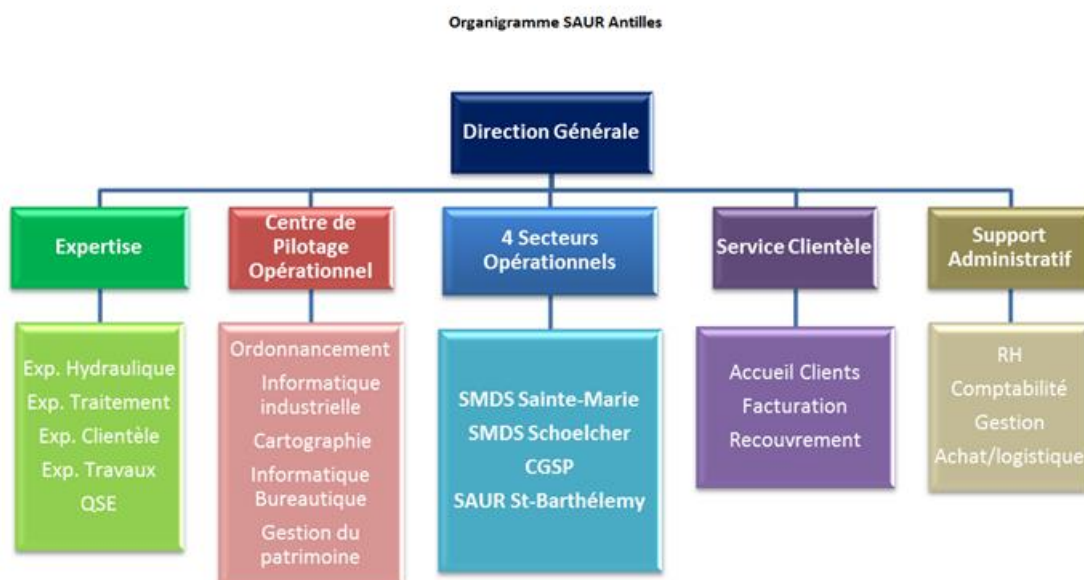 Organigramme SAUR Antilles
Direction Générale
Expertise
Centre de
Pilotage
Opérationnel
4 Secteurs
Opérationnels
Service Clientèle
Support
Administratif
Exp. Hydraulique
Exp. Traitement
Exp. Clientèle
Exp. Travaux
QSE
Ordonnancement
Informatique
industrielle
Cartographie
Informatique
Bureautique
Gestion du
patrimoine
SMDS Sainte-Marie
SMDS Schoelcher
CGSP
SAUR St-Barthélemy
Accueil Clients
Facturation
Recouvrement
RH
Comptabilité
Gestion
Achat/logistique